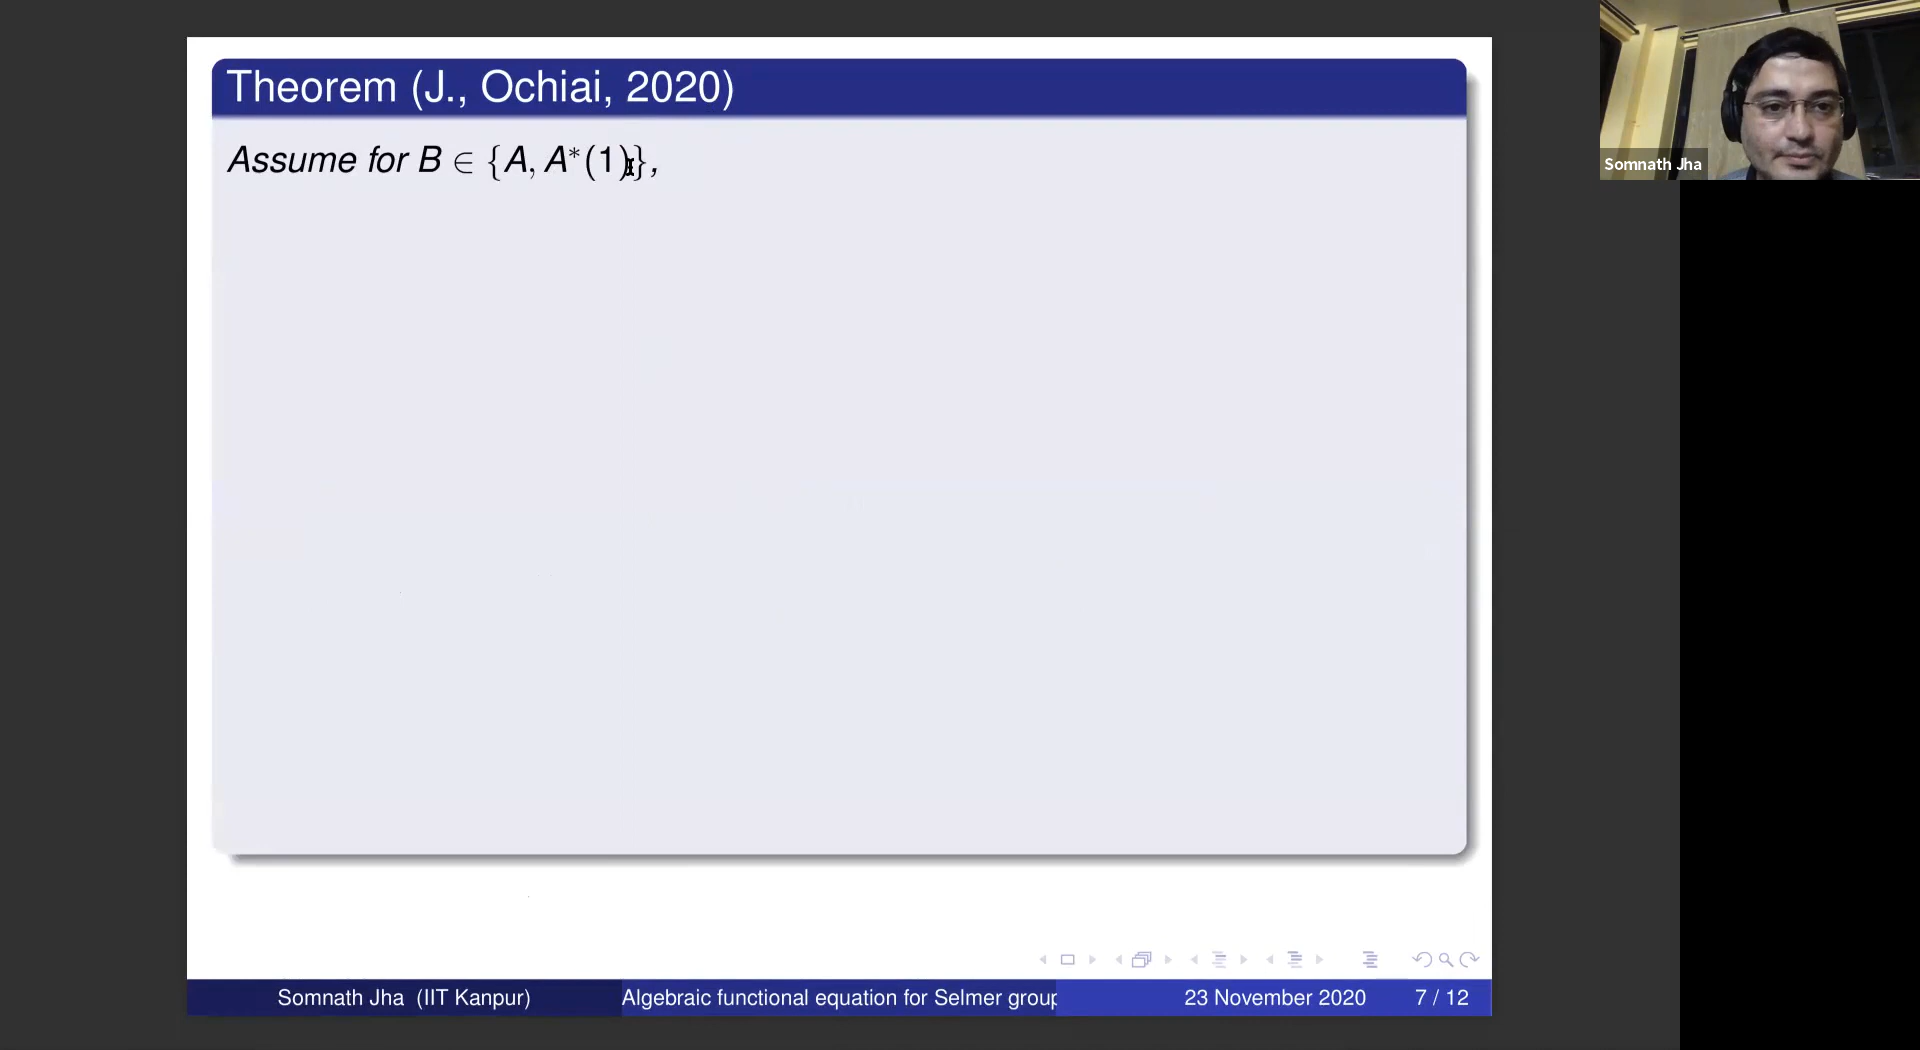 Theorem (J., Ochiai, 2020)
Assume for B ∈ {A, A*(1)},
Somnath Jha
Somnath Jha (IIT Kanpur)
Algebraic functional equation for Selmer group
23 November 2020
7 / 12